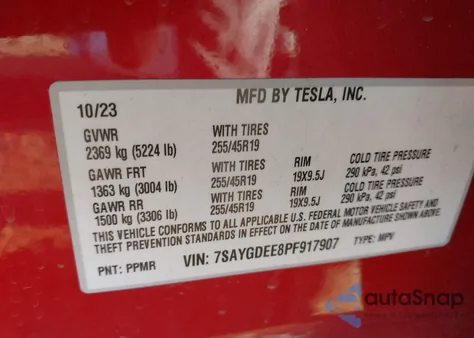 MFD BY TESLA, INC.
10/23
GVWR WITH TIRES
2369 kg (5224 lb) 255/45R19
GAWR FRT WITH TIRES RIM COLD TIRE PRESSURE
1363 kg (3004 lb) 255/45R19 19X9.5J 290 kPa, 42 psi
GAWR RR WITH TIRES RIM COLD TIRE PRESSURE
1500 kg (3306 lb) 255/45R19 19X9.5J 290 kPa, 42 psi
THIS VEHICLE CONFORMS TO ALL APPLICABLE U.S. FEDERAL MOTOR VEHICLE SAFETY AND
THEFT PREVENTION STANDARDS IN EFFECT ON THE DATE OF MANUFACTURE SHOWN ABOVE.
PNT: PPMR VIN: 7SAYGDEE8PF917907 TYPE: MPV
autoSnap